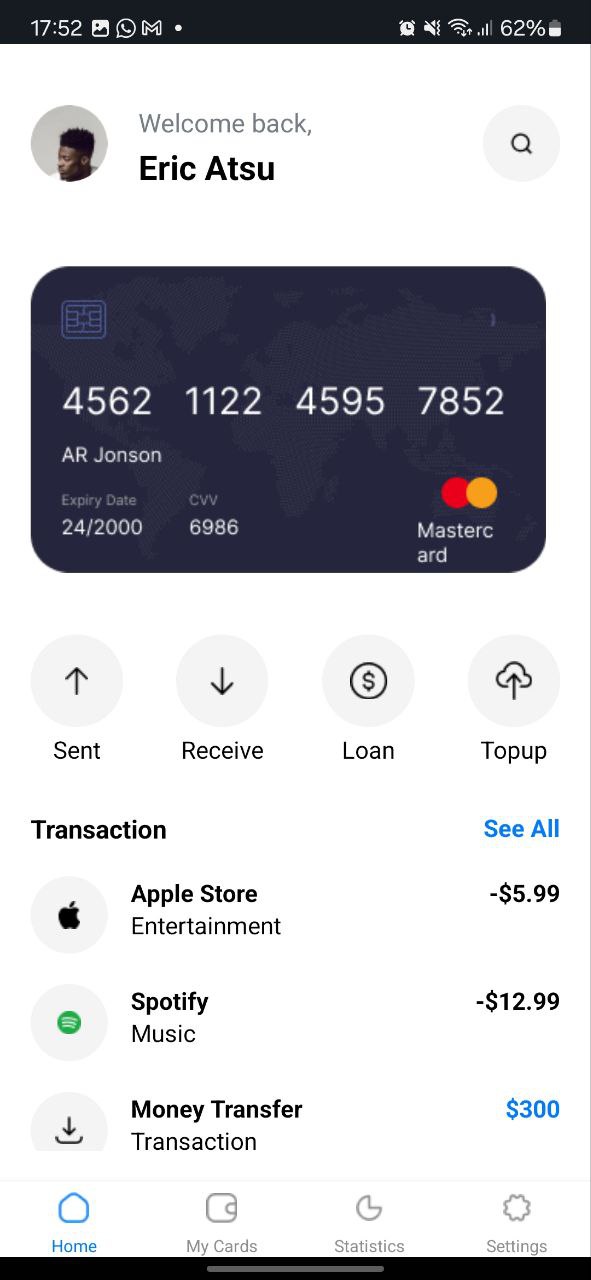 17:52 62%
Welcome back,
Eric Atsu
4562 1122 4595 7852
AR Jonson
Expiry Date CVV
24/2000 6986
Masterc
ard
Sent Receive Loan Topup
Transaction See All
Apple Store -$5.99
Entertainment
Spotify -$12.99
Music
Money Transfer $300
Transaction
Home My Cards Statistics Settings